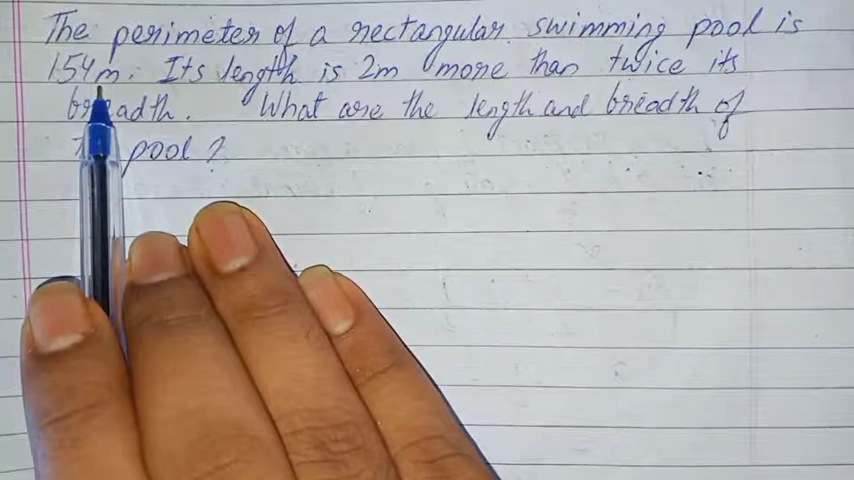 The perimeter of a rectangular swimming pool is
154m. Its length is 2m more than twice its
breadth. What are the length and breadth of
pool ?